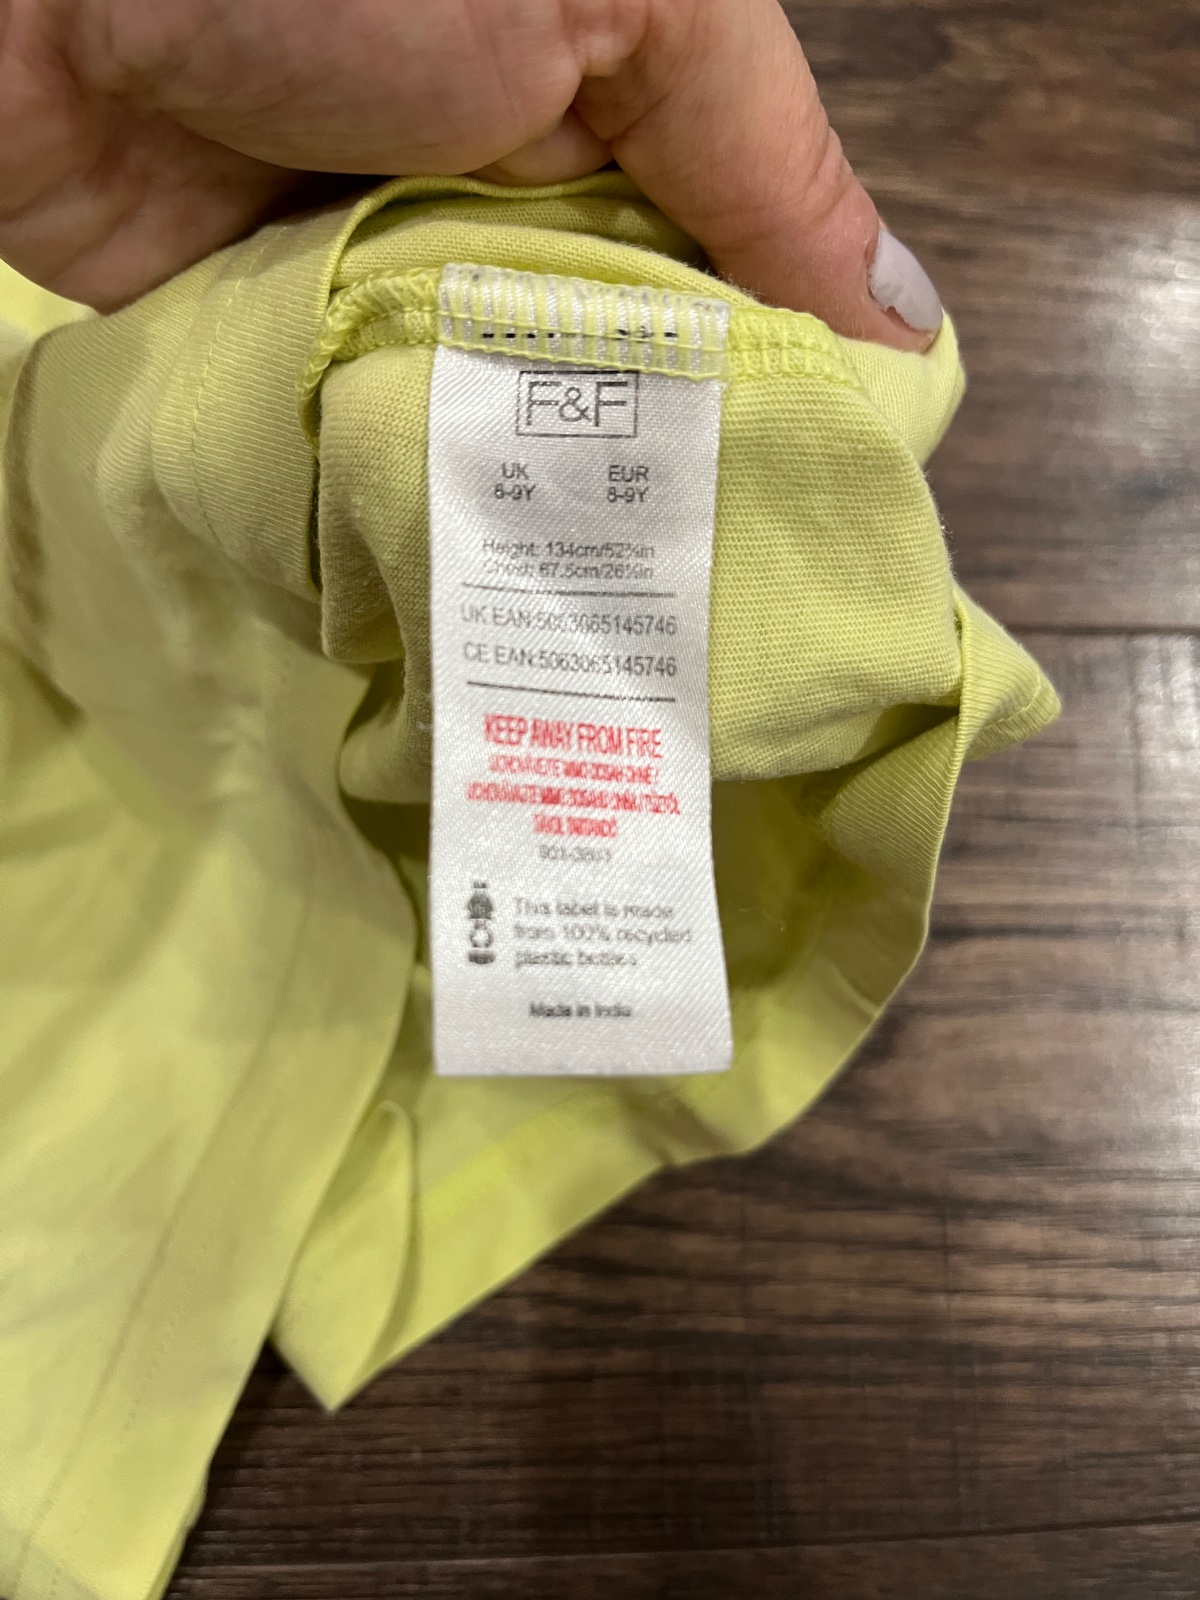 F&F
UK EUR
8-9Y 8-9Y
Height: 134cm/52¾in
Chest: 67.5cm/26½in
UK EAN:5063065145746
CE EAN:5063065145746
KEEP AWAY FROM FIRE
This label is made
from 100% recycled
plastic bottles
Made in India